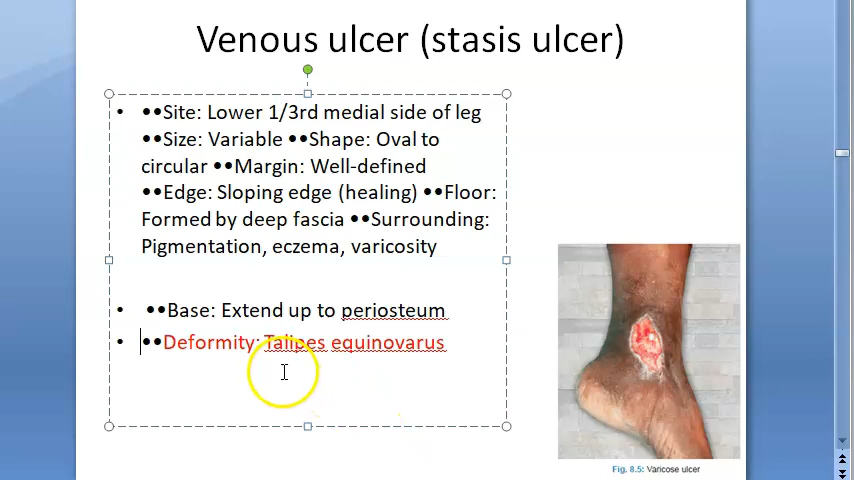 Venous ulcer (stasis ulcer)
• ••Site: Lower 1/3rd medial side of leg
••Size: Variable ••Shape: Oval to
circular ••Margin: Well-defined
••Edge: Sloping edge (healing) ••Floor:
Formed by deep fascia ••Surrounding:
Pigmentation, eczema, varicosity
• ••Base: Extend up to periosteum
• ••Deformity: Talipes equinovarus
Fig. 8.5: Varicose ulcer